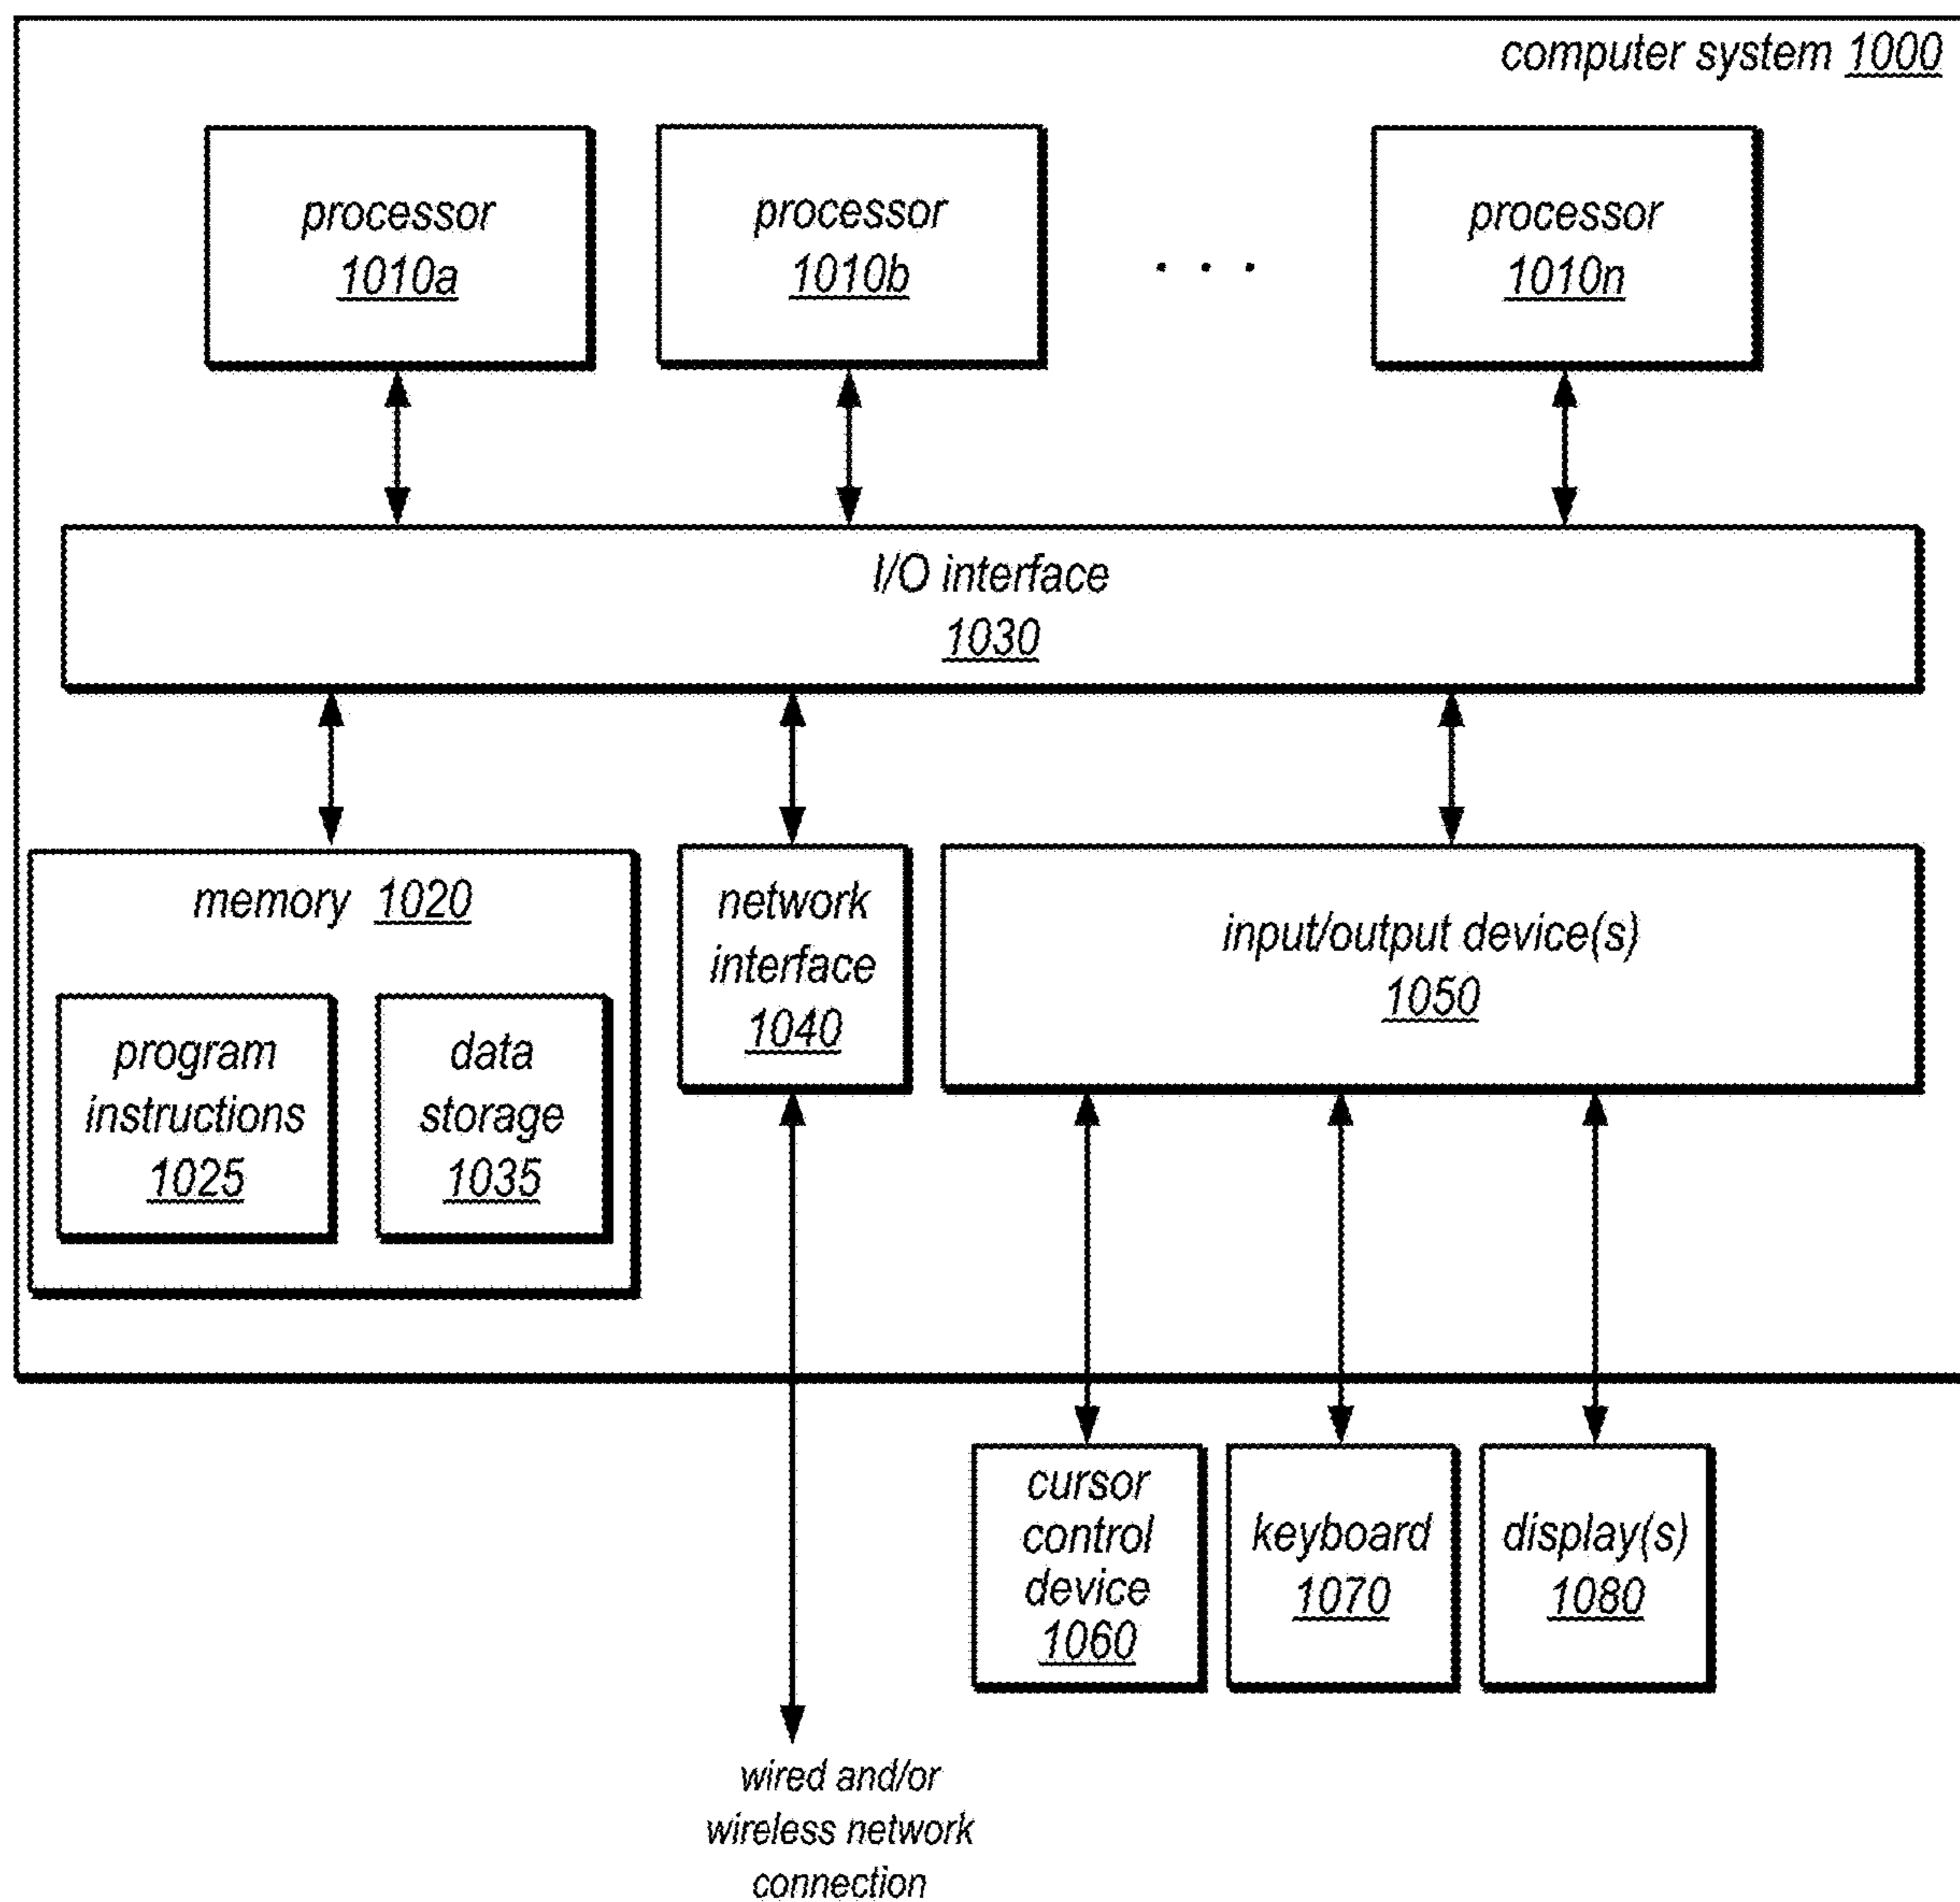 computer system 1000
processor
1010a
processor
1010b
. . .
processor
1010n
I/O interface
1030
memory 1020
program
instructions
1025
data
storage
1035
network
interface
1040
input/output device(s)
1050
cursor
control
device
1060
keyboard
1070
display(s)
1080
wired and/or
wireless network
connection